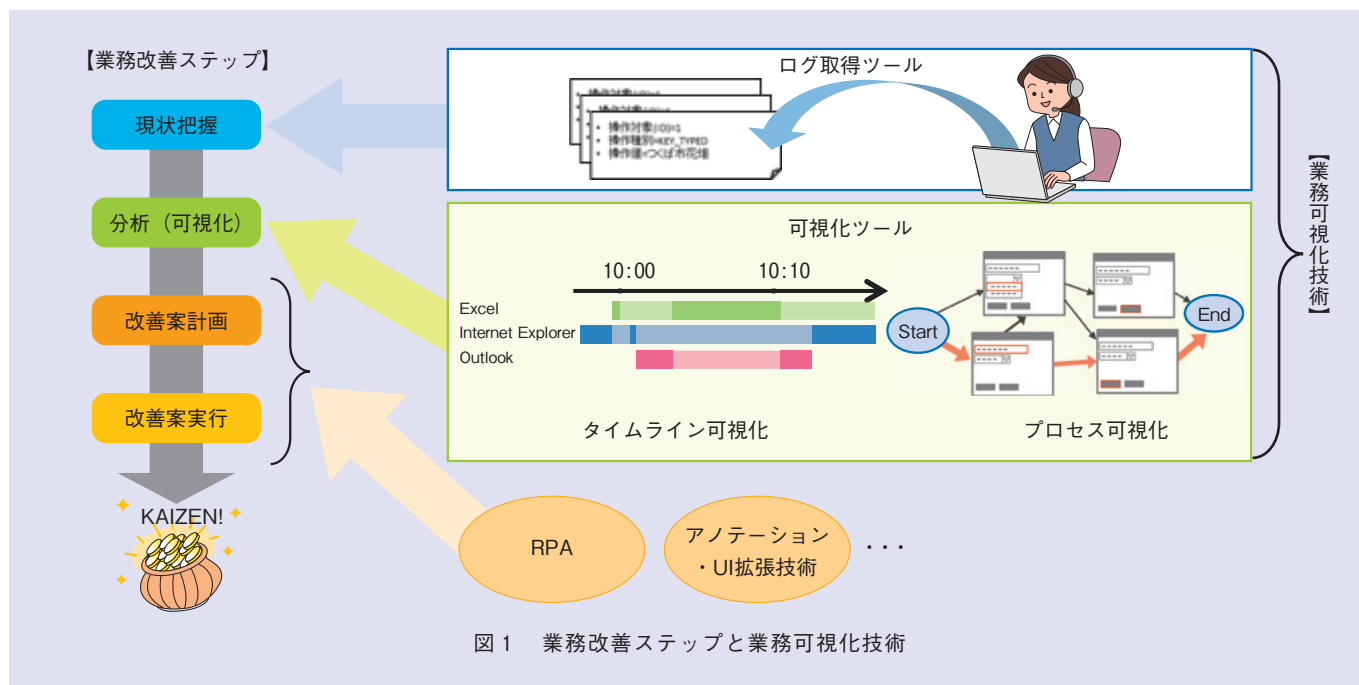 【業務改善ステップ】
現状把握
分析（可視化）
改善案計画
改善案実行
KAIZEN!
ログ取得ツール
• 操作対象(ID)=1
• 操作種別=KEY_TYPED
• 操作値=つくば市花畑
可視化ツール
10:00 10:10
Excel
Internet Explorer
Outlook
タイムライン可視化
Start
End
プロセス可視化
【業務可視化技術】
RPA
アノテーション
・UI拡張技術
・・・
図1 業務改善ステップと業務可視化技術